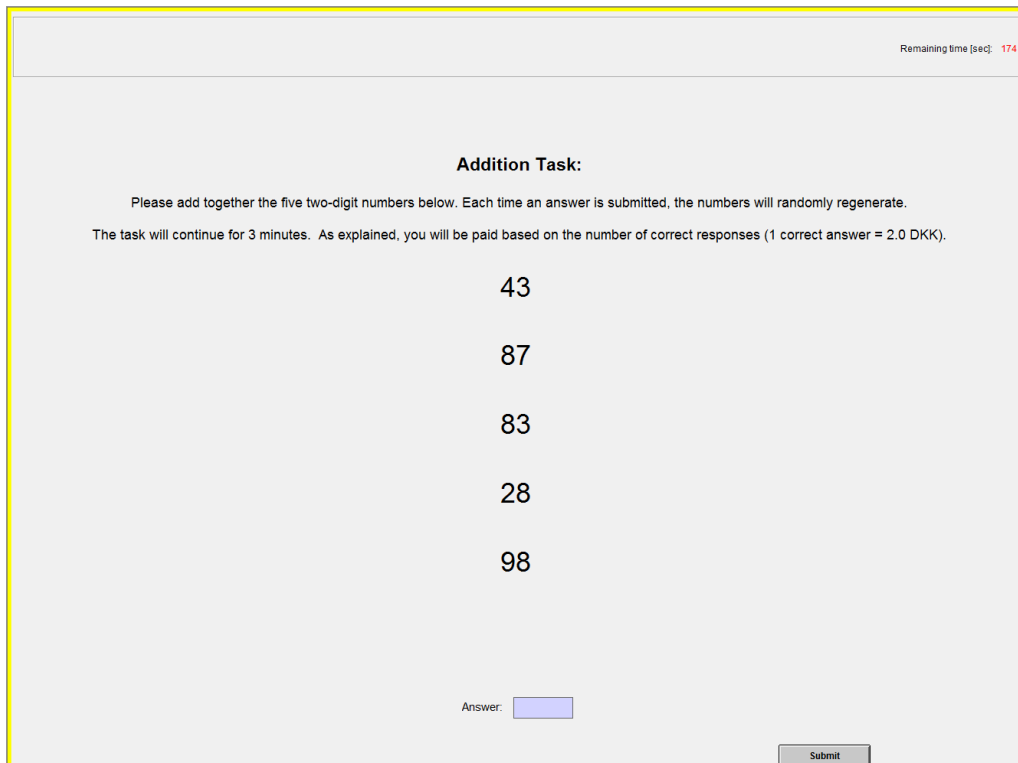 Remaining time [sec]: 174
Addition Task:
Please add together the five two-digit numbers below. Each time an answer is submitted, the numbers will randomly regenerate.
The task will continue for 3 minutes. As explained, you will be paid based on the number of correct responses (1 correct answer = 2.0 DKK).
43
87
83
28
98
Answer:
Submit